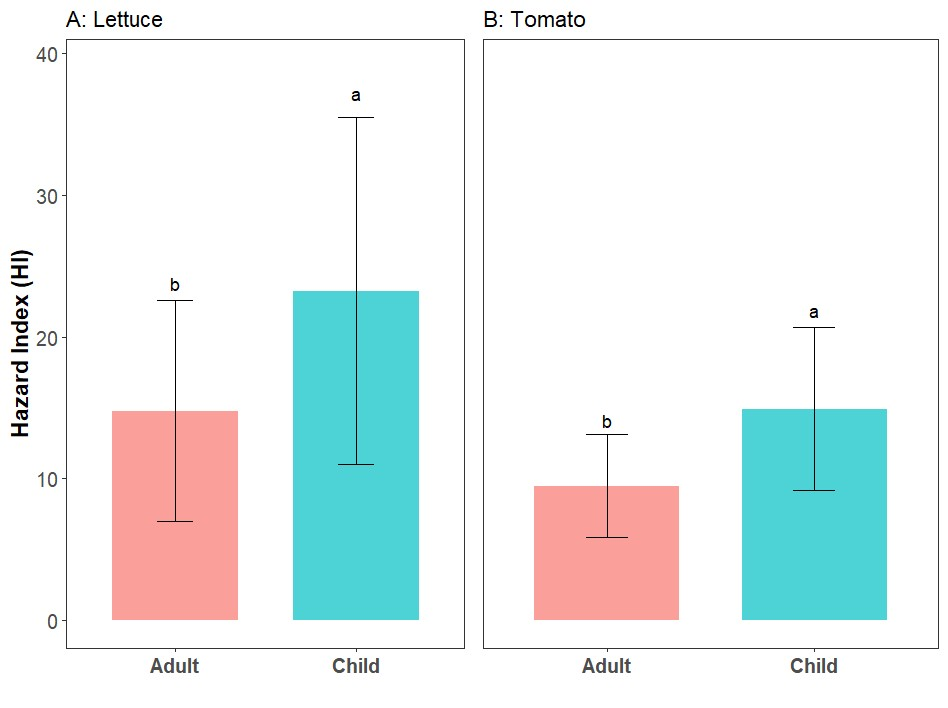 A: Lettuce
B: Tomato
Hazard Index (HI)
40
30
20
10
0
b
a
b
a
Adult
Child
Adult
Child